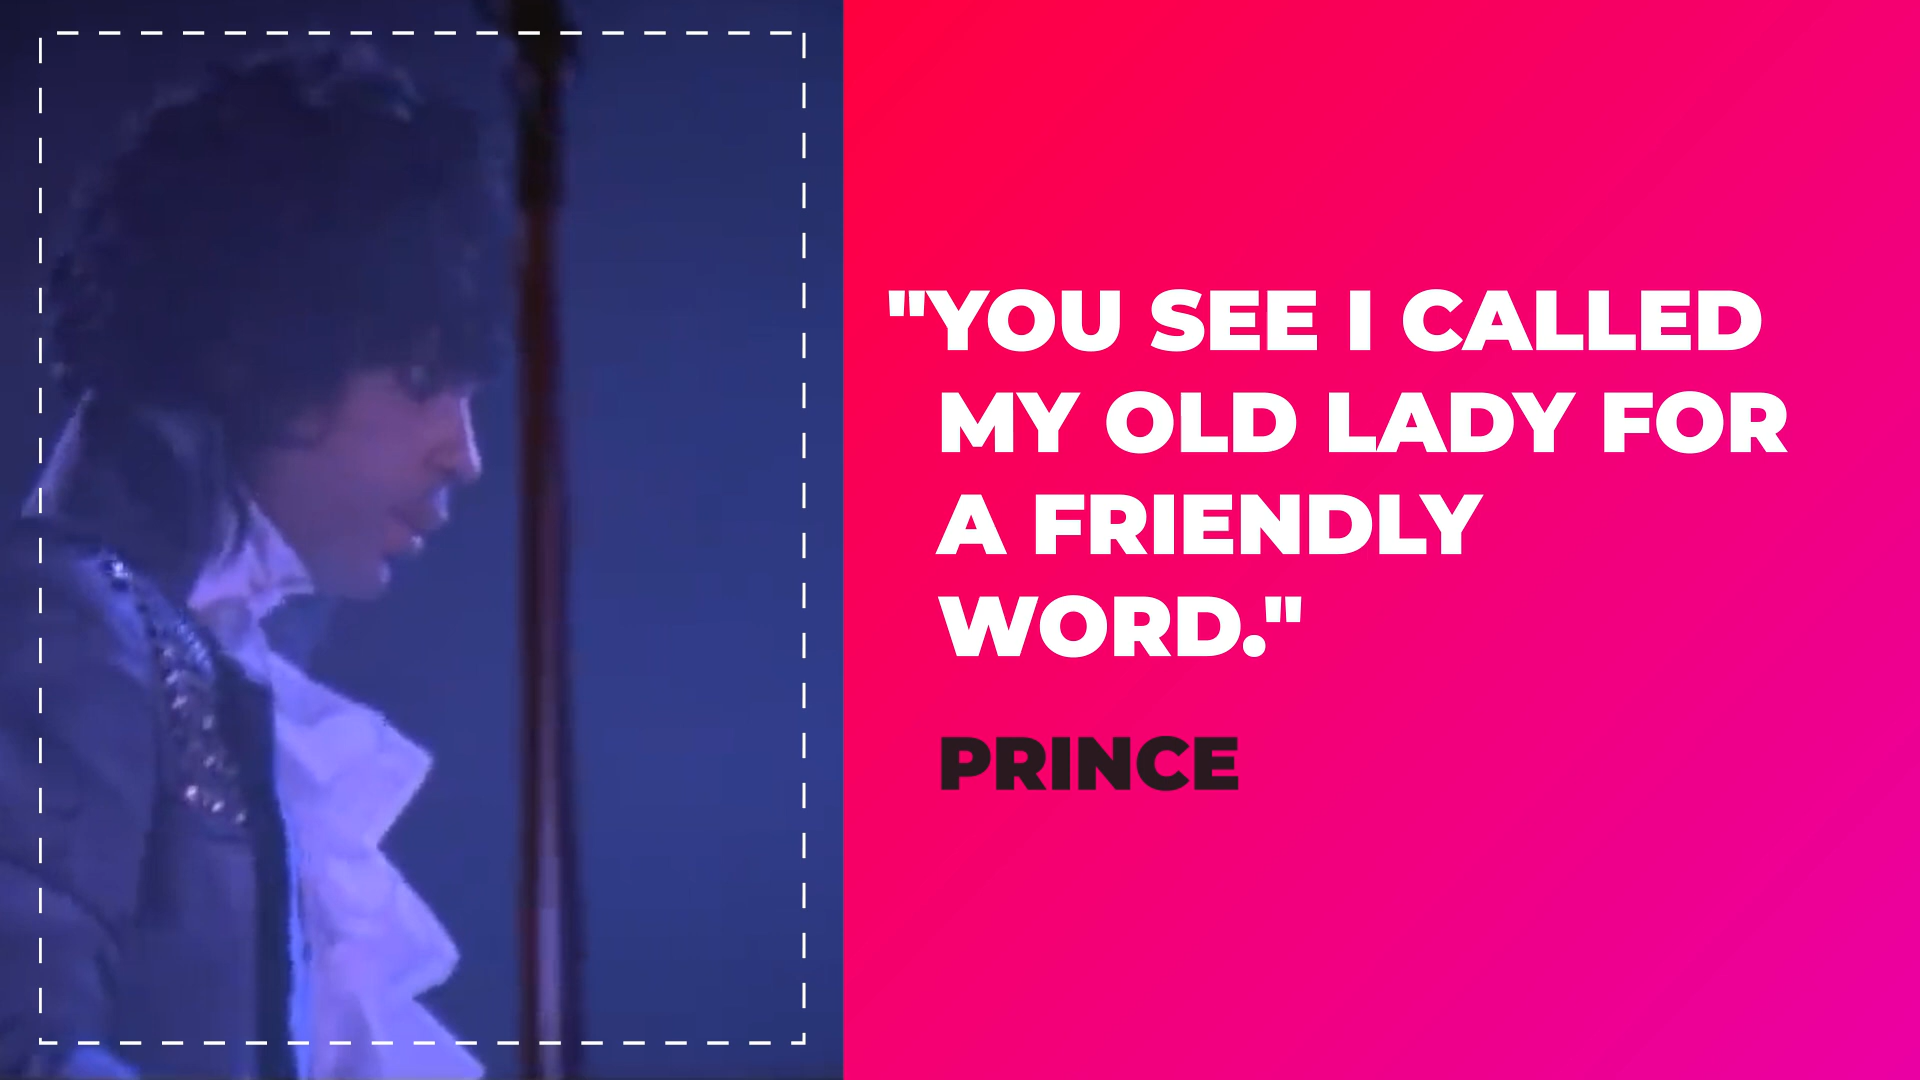 "YOU SEE I CALLED
MY OLD LADY FOR
A FRIENDLY
WORD."
PRINCE